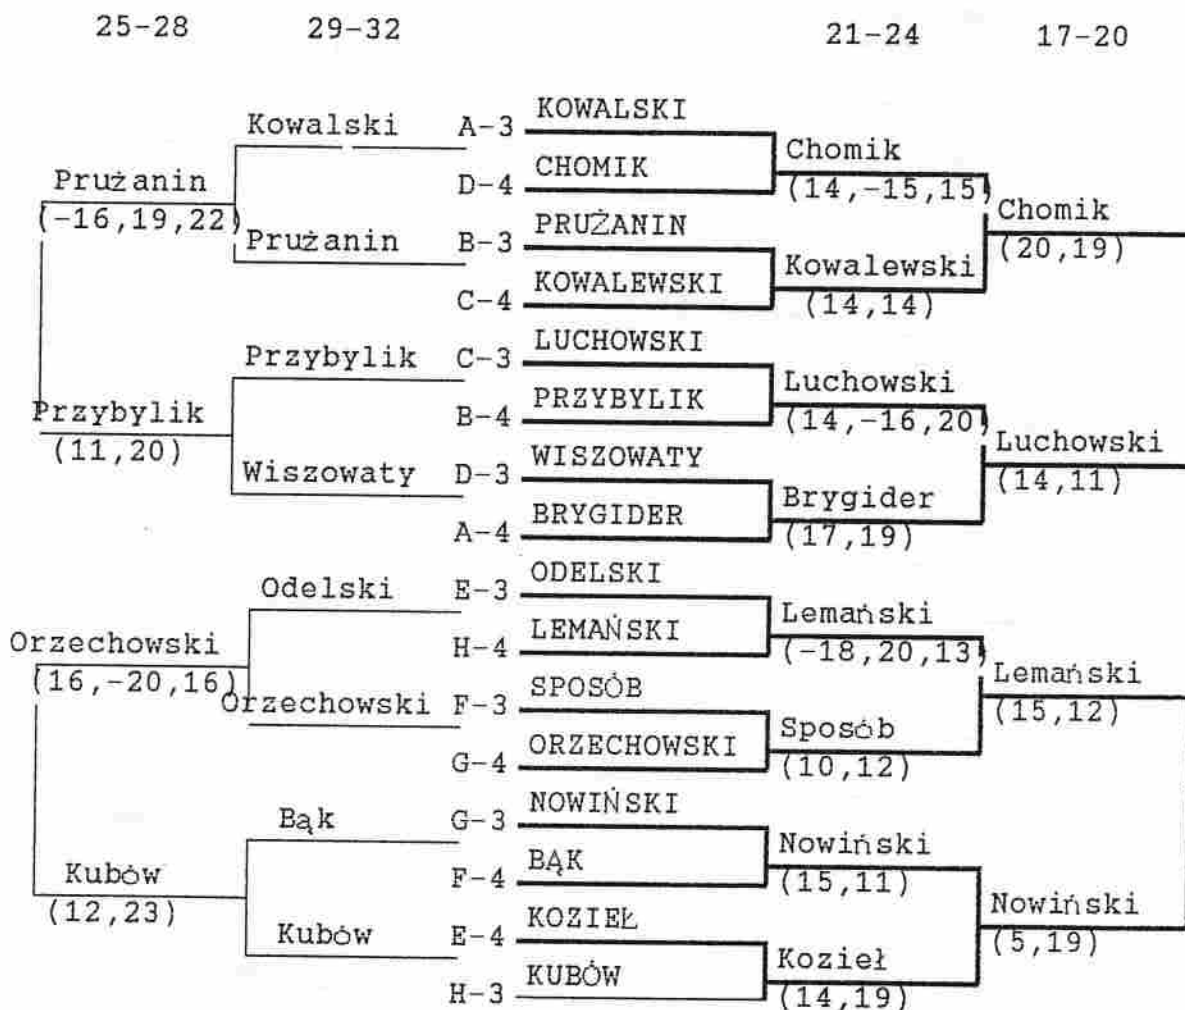 25-28 29-32 21-24 17-20
KOWALSKI
Kowalski A-3
Chomik
CHOMIK
Prużanin D-4
(14,-15,15)
(-16,19,22)
Chomik
PRUŻANIN
Prużanin B-3
(20,19)
Kowalewski
KOWALEWSKI
C-4
(14,14)
LUCHOWSKI
Przybylik C-3
Luchowski
PRZYBYLIK
Przybylik B-4
(14,-16,20)
(11,20)
Luchowski
WISZOWATY
Wiszowaty D-3
(14,11)
Brygider
BRYGIDER
A-4
(17,19)
ODELSKI
Odelski E-3
Lemański
LEMAŃSKI
Orzechowski H-4
(-18,20,13)
(16,-20,16)
Lemański
SPOSÓB
Orzechowski F-3
(15,12)
Sposób
ORZECHOWSKI
G-4
(10,12)
NOWIŃSKI
Bąk G-3
Nowiński
BĄK
Kubów F-4
(15,11)
(12,23)
Nowiński
KOZIEŁ
Kubów E-4
(5,19)
Kozieł
KUBÓW
H-3
(14,19)